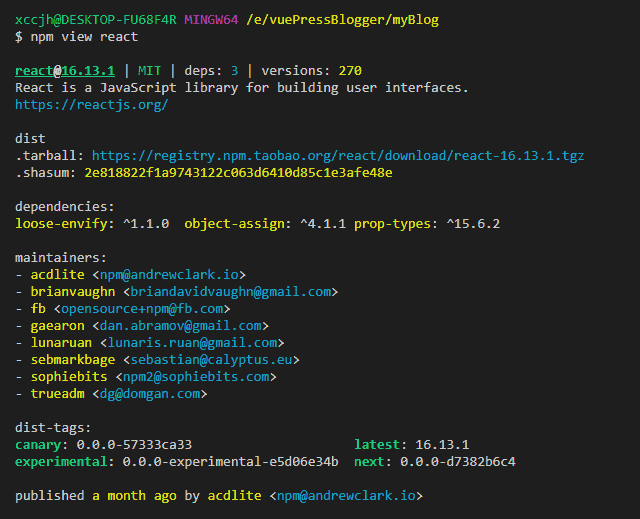 xccjh@DESKTOP-FU68F4R MINGW64 /e/vuePressBlogger/myBlog
$ npm view react
react@16.13.1 | MIT | deps: 3 | versions: 270
React is a JavaScript library for building user interfaces.
https://reactjs.org/
dist
.tarball: https://registry.npm.taobao.org/react/download/react-16.13.1.tgz
.shasum: 2e818822f1a9743122c063d6410d85c1e3afe48e
dependencies:
loose-envify: ^1.1.0  object-assign: ^4.1.1 prop-types: ^15.6.2
maintainers:
- acdlite <npm@andrewclark.io>
- brianvaughn <briandavidvaughn@gmail.com>
- fb <opensource+npm@fb.com>
- gaearon <dan.abramov@gmail.com>
- lunaruan <lunaris.ruan@gmail.com>
- sebmarkbage <sebastian@calyptus.eu>
- sophiebits <npm2@sophiebits.com>
- trueadm <dg@domgan.com>
dist-tags:
canary: 0.0.0-57333ca33                    latest: 16.13.1
experimental: 0.0.0-experimental-e5d06e34b  next: 0.0.0-d7382b6c4
published a month ago by acdlite <npm@andrewclark.io>